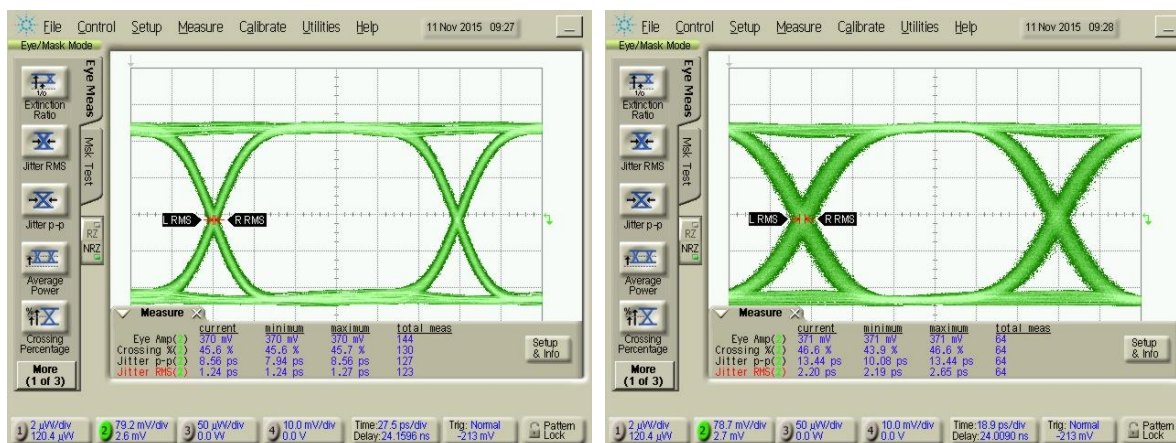 File Control Setup Measure Calibrate Utilities Help 11 Nov 2015 09:27
Eye/Mask Mode
Eye Meas
Msk Test
Extinction
Ratio
Jitter RMS
Jitter p-p
RZ
NRZ
Average
Power
Crossing
Percentage
More
(1 of 3)
L RMS R RMS
Measure
current minimum maximum total meas
Eye Amp(2) 370 mV 370 mV 370 mV 144
Crossing %(2) 45.6 % 45.6 % 45.7 % 130
Jitter p-p(2) 8.56 ps 7.94 ps 8.56 ps 127
Jitter RMS(2) 1.24 ps 1.24 ps 1.27 ps 123
Setup
& Info
1 2 µW/div 2 79.2 mV/div 3 50 µW/div 4 10.0 mV/div Time:27.5 ps/div Trig: Normal Pattern
120.4 µW 2.6 mV 0.0 W 0.0 V Delay:24.1596 ns -213 mV Lock
File Control Setup Measure Calibrate Utilities Help 11 Nov 2015 09:28
Eye/Mask Mode
Eye Meas
Msk Test
Extinction
Ratio
Jitter RMS
Jitter p-p
RZ
NRZ
Average
Power
Crossing
Percentage
More
(1 of 3)
L RMS R RMS
Measure
current minimum maximum total meas
Eye Amp(2) 371 mV 371 mV 371 mV 64
Crossing %(2) 46.6 % 43.9 % 46.6 % 64
Jitter p-p(2) 13.44 ps 10.08 ps 13.44 ps 64
Jitter RMS(2) 2.20 ps 2.19 ps 2.65 ps 64
Setup
& Info
1 2 µW/div 2 78.7 mV/div 3 50 µW/div 4 10.0 mV/div Time:18.9 ps/div Trig: Normal Pattern
120.4 µW 2.7 mV 0.0 W 0.0 V Delay:24.0090 ns -213 mV Lock